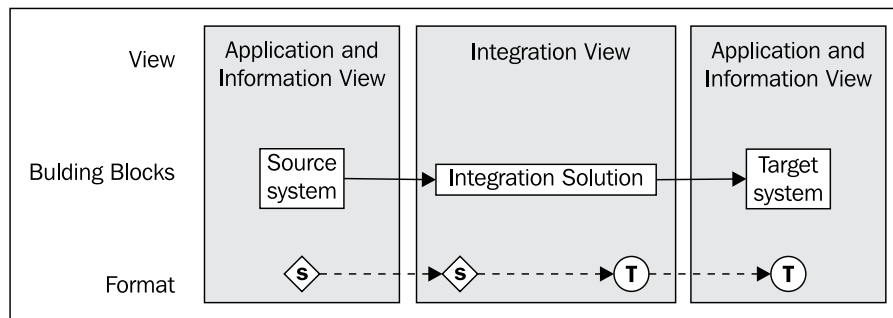 View
Application and
Information View
Integration View
Application and
Information View
Bulding Blocks
Source
system
Integration Solution
Target
system
Format
s
s
T
T